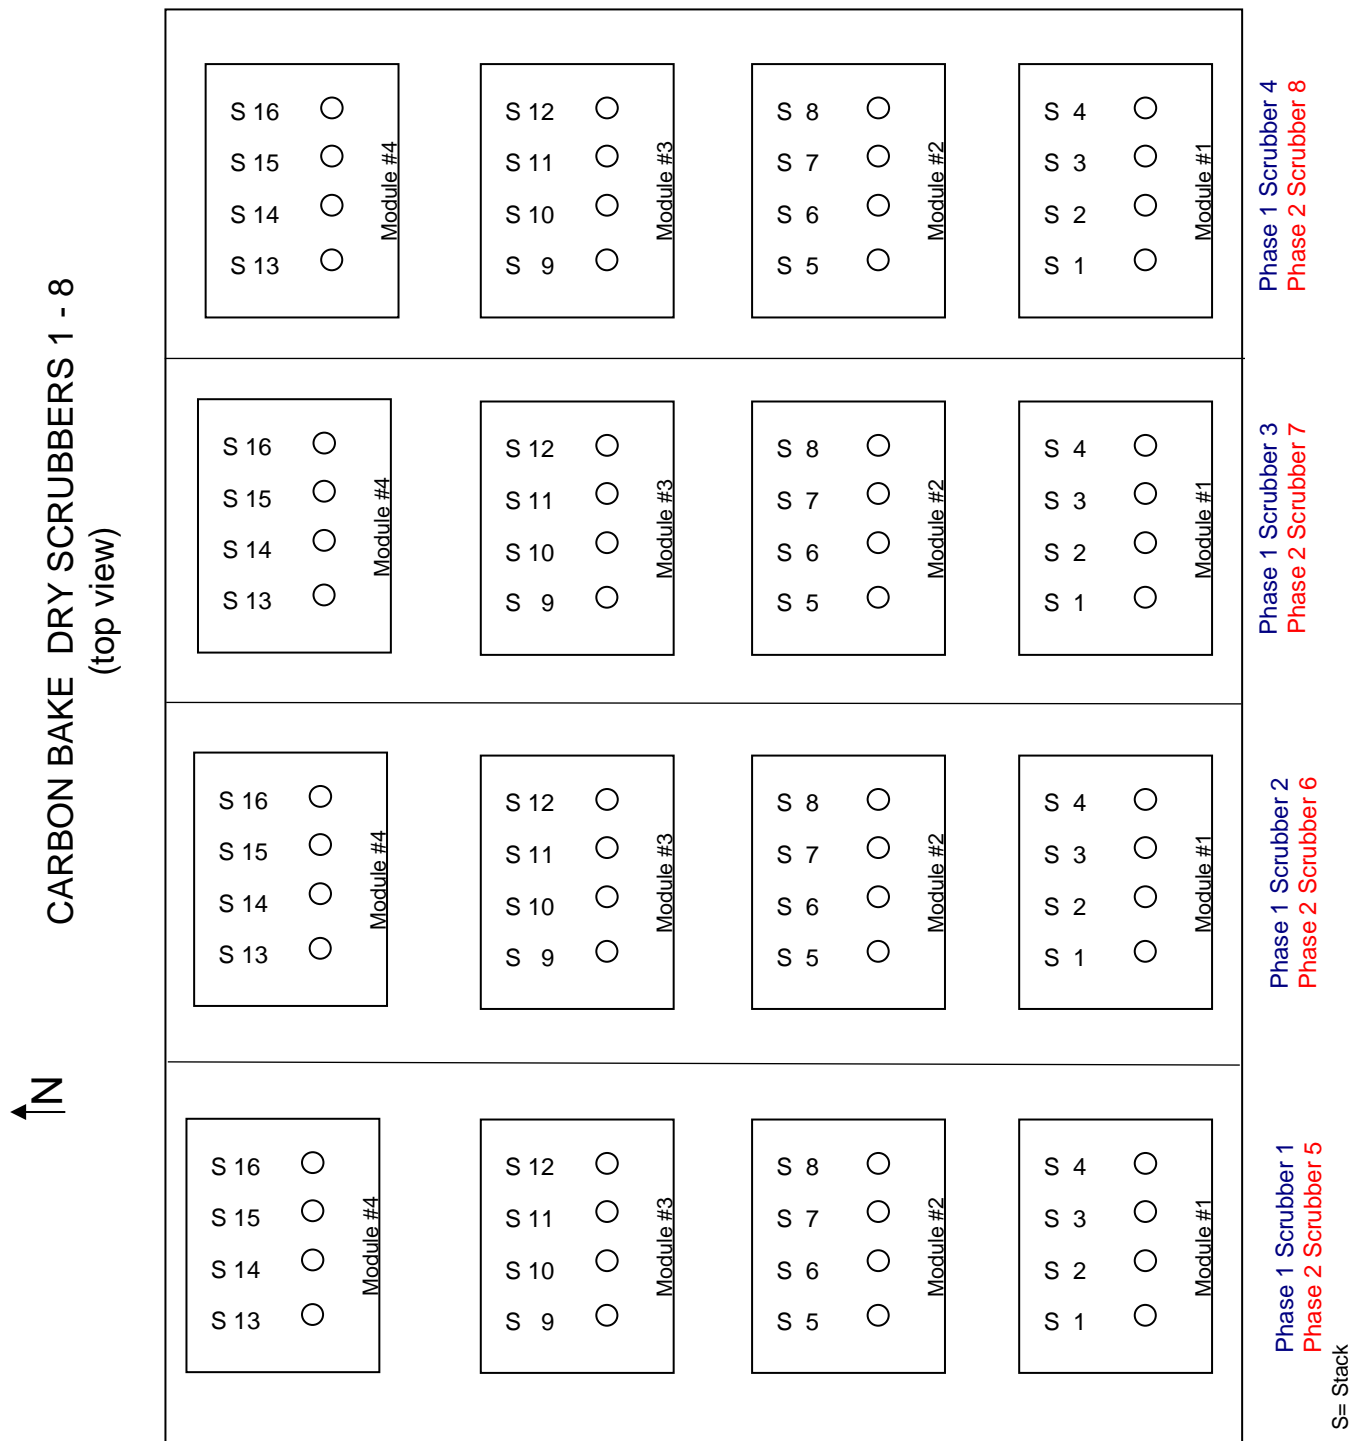 CARBON BAKE DRY SCRUBBERS 1 - 8
(top view)
N
S 16
S 15
S 14
S 13
Module #4
S 12
S 11
S 10
S 9
Module #3
S 8
S 7
S 6
S 5
Module #2
S 4
S 3
S 2
S 1
Module #1
Phase 1 Scrubber 4
Phase 2 Scrubber 8
S 16
S 15
S 14
S 13
Module #4
S 12
S 11
S 10
S 9
Module #3
S 8
S 7
S 6
S 5
Module #2
S 4
S 3
S 2
S 1
Module #1
Phase 1 Scrubber 3
Phase 2 Scrubber 7
S 16
S 15
S 14
S 13
Module #4
S 12
S 11
S 10
S 9
Module #3
S 8
S 7
S 6
S 5
Module #2
S 4
S 3
S 2
S 1
Module #1
Phase 1 Scrubber 2
Phase 2 Scrubber 6
S 16
S 15
S 14
S 13
Module #4
S 12
S 11
S 10
S 9
Module #3
S 8
S 7
S 6
S 5
Module #2
S 4
S 3
S 2
S 1
Module #1
Phase 1 Scrubber 1
Phase 2 Scrubber 5
S= Stack